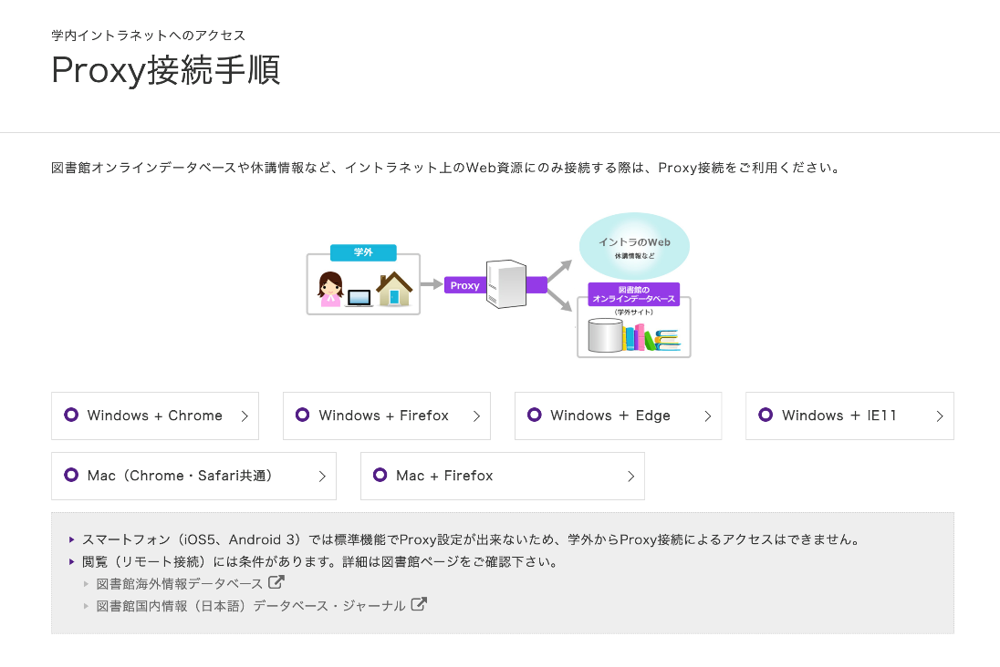 学内イントラネットへのアクセス
Proxy接続手順
図書館オンラインデータベースや休講情報など、イントラネット上のWeb資源にのみ接続する際は、Proxy接続をご利用ください。
学外
Proxy
イントラのWeb
休講情報など
図書館の
オンラインデータベース
（学外サイト）
Windows + Chrome
Windows + Firefox
Windows ＋ Edge
Windows ＋ IE11
Mac（Chrome・Safari共通）
Mac + Firefox
スマートフォン（iOS5、Android 3）では標準機能でProxy設定が出来ないため、学外からProxy接続によるアクセスはできません。
閲覧（リモート接続）には条件があります。詳細は図書館ページをご確認下さい。
図書館海外情報データベース
図書館国内情報（日本語）データベース・ジャーナル